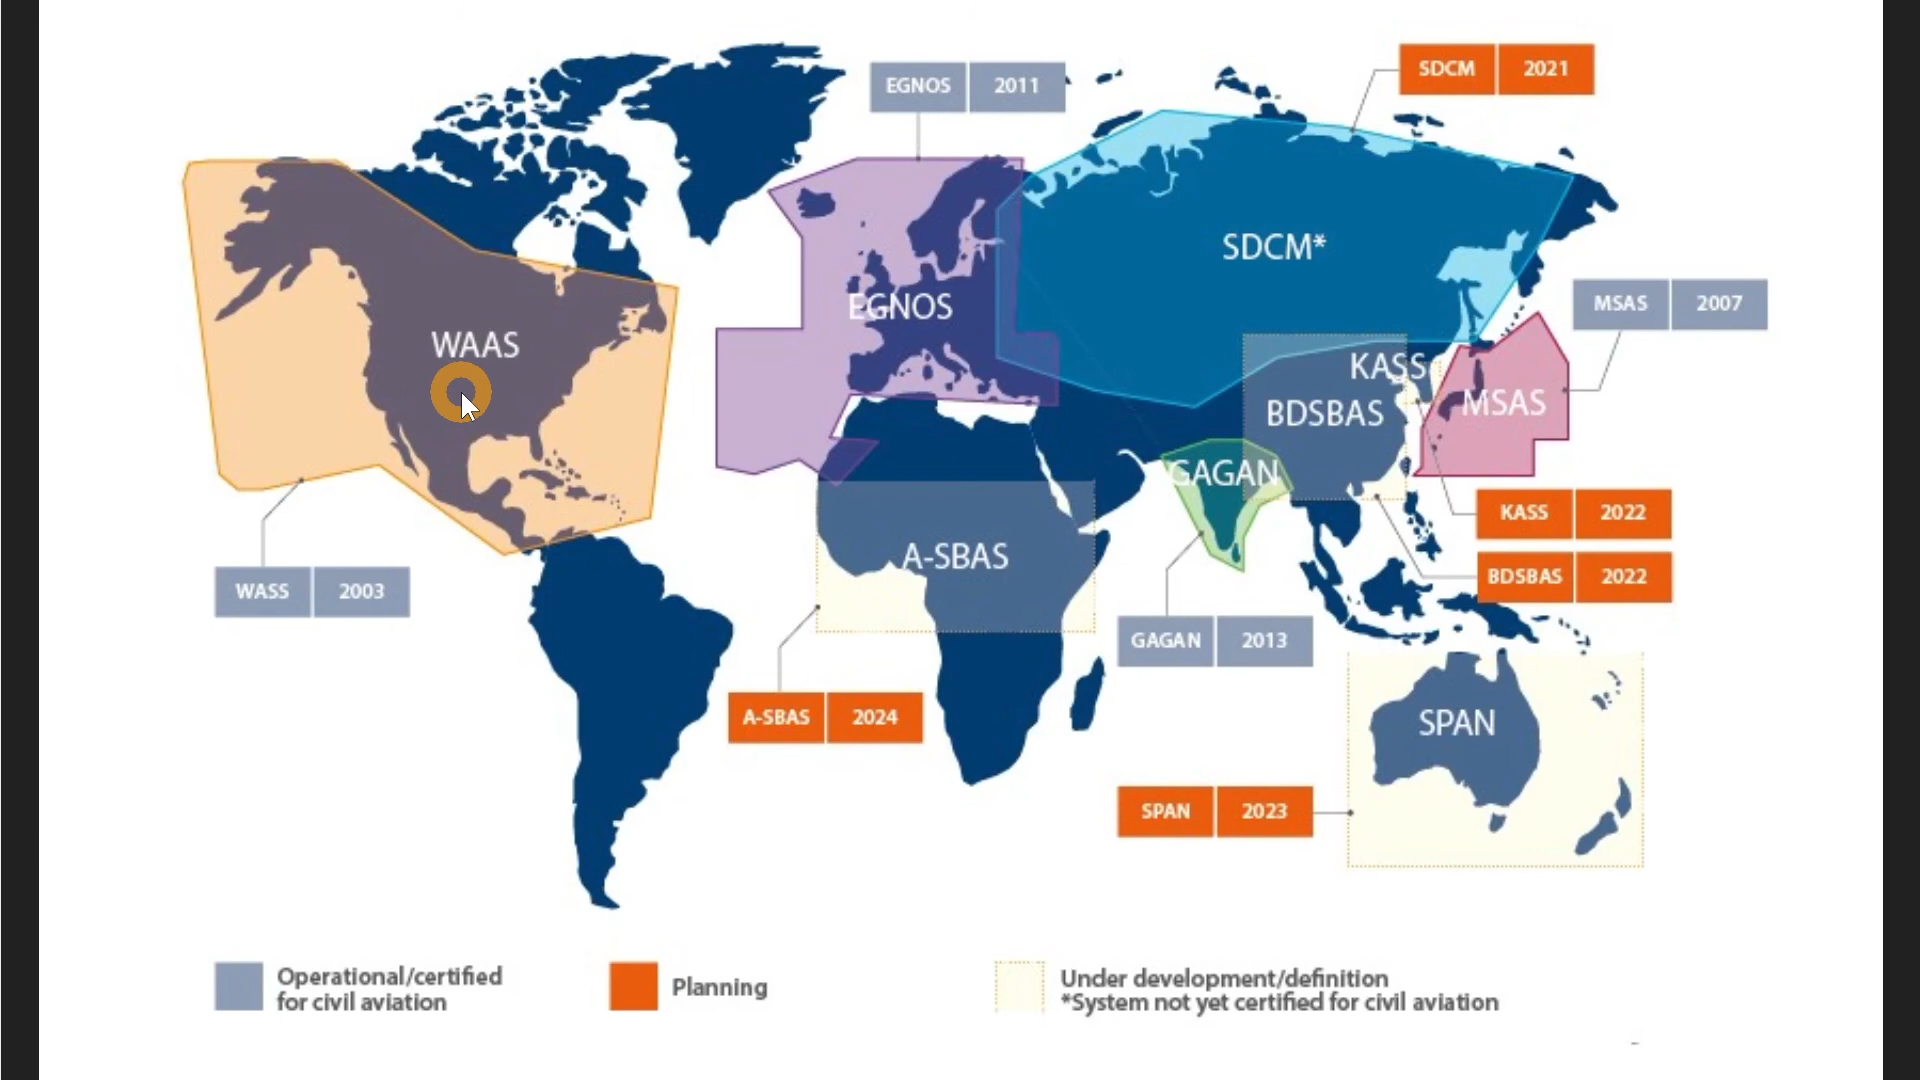 EGNOS 2011
SDCM 2021
SDCM*
MSAS 2007
EGNOS
WAAS
KASS
MSAS
BDSBAS
GAGAN
KASS 2022
A-SBAS
BDSBAS 2022
WASS 2003
GAGAN 2013
A-SBAS 2024
SPAN
SPAN 2023
Operational/certified
for civil aviation
Planning
Under development/definition
*System not yet certified for civil aviation